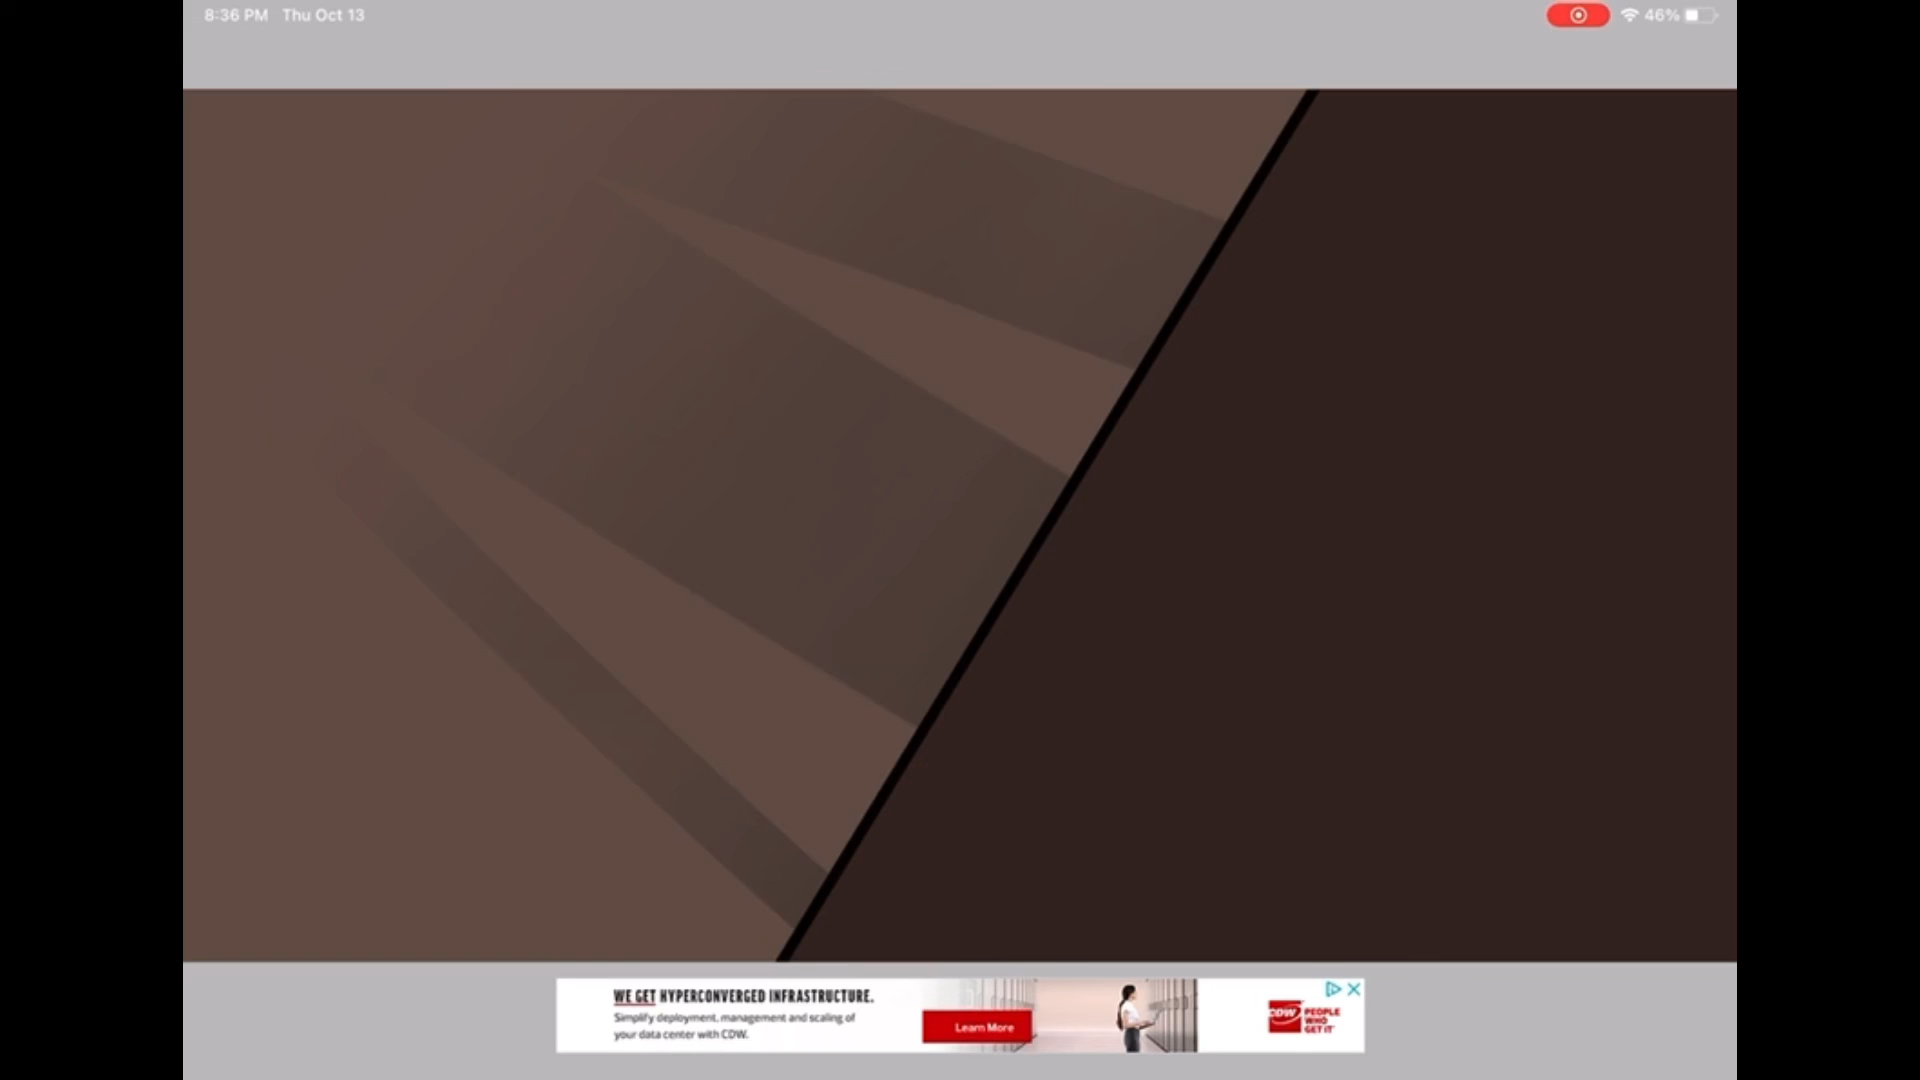 8:36 PM Thu Oct 13
46%
WE GET HYPERCONVERGED INFRASTRUCTURE.
Simplify deployment, management and scaling of
your data center with CDW.
Learn More
CDW
PEOPLE
WHO
GET IT